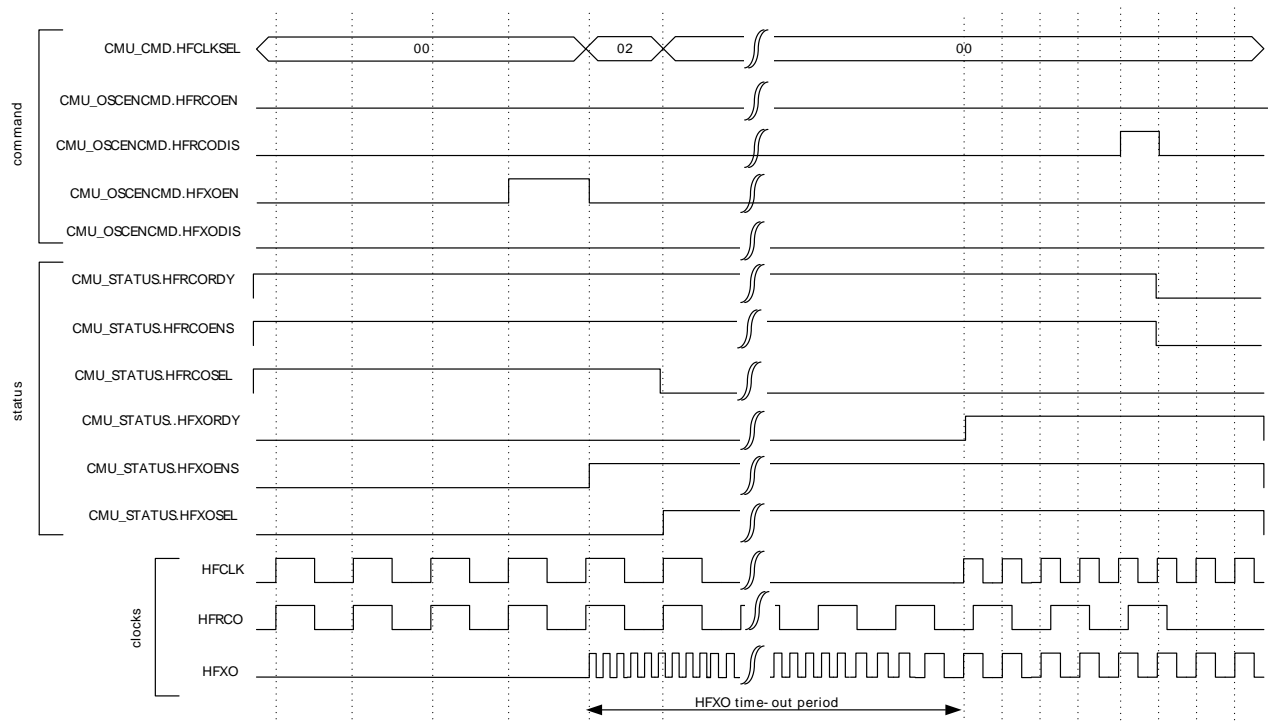 command
CMU_CMD.HFCLKSEL
00
02
00
CMU_OSCENCMD.HFRCOEN
CMU_OSCENCMD.HFRCODIS
CMU_OSCENCMD.HFXOEN
CMU_OSCENCMD.HFXODIS
status
CMU_STATUS.HFRCORDY
CMU_STATUS.HFRCOENS
CMU_STATUS.HFRCOSEL
CMU_STATUS..HFXORDY
CMU_STATUS.HFXOENS
CMU_STATUS.HFXOSEL
clocks
HFCLK
HFRCO
HFXO
HFXO time-out period